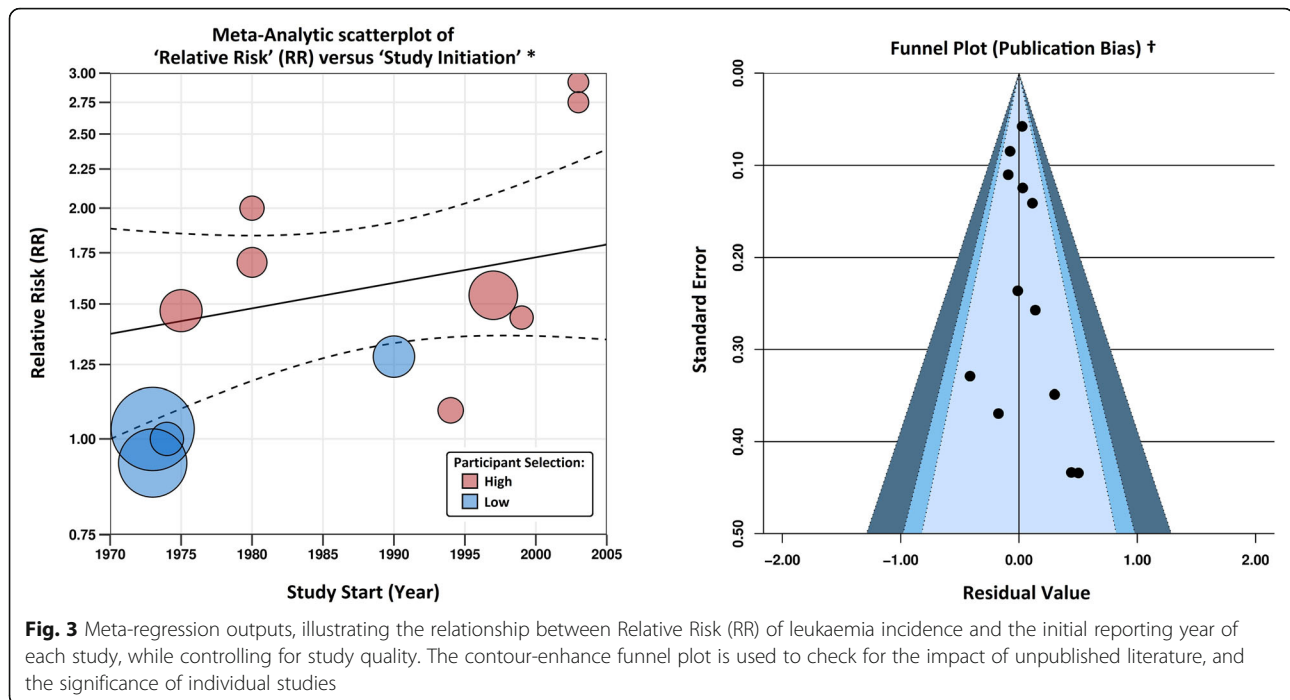 Meta-Analytic scatterplot of
'Relative Risk' (RR) versus 'Study Initiation' *
3.00
2.75
2.50
2.25
2.00
1.75
1.50
1.25
1.00
0.75
Relative Risk (RR)
Participant Selection:
High
Low
1970 1975 1980 1985 1990 1995 2000 2005
Study Start (Year)
Funnel Plot (Publication Bias) †
0.00
0.10
0.20
0.30
0.40
0.50
Standard Error
−2.00 −1.00 0.00 1.00 2.00
Residual Value
Fig. 3 Meta-regression outputs, illustrating the relationship between Relative Risk (RR) of leukaemia incidence and the initial reporting year of
each study, while controlling for study quality. The contour-enhance funnel plot is used to check for the impact of unpublished literature, and
the significance of individual studies